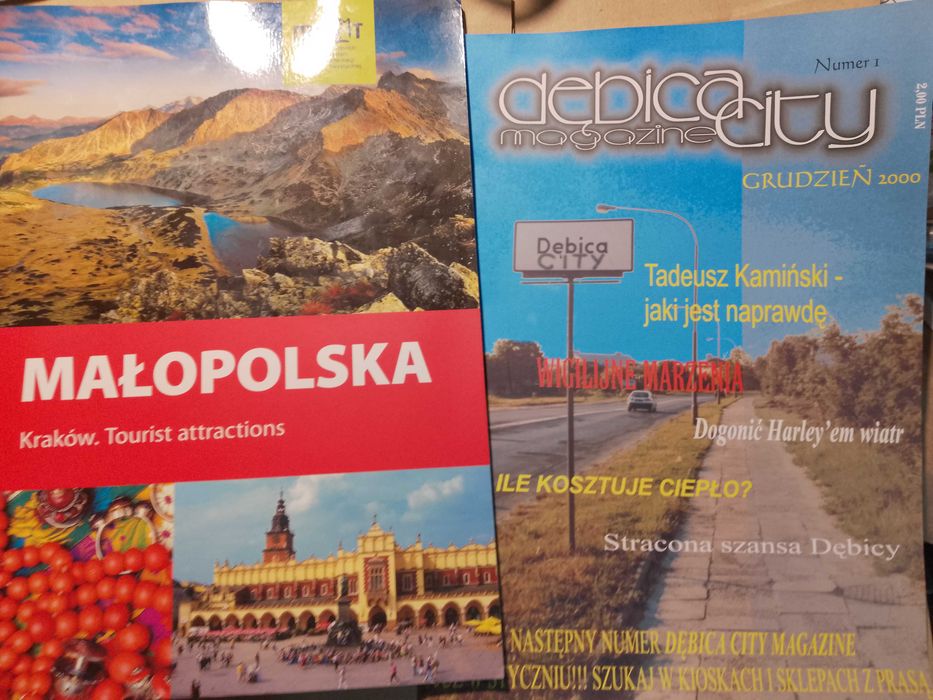 MAŁOPOLSKA
Kraków. Tourist attractions
Numer 1
2,00 PLN
dębica city
magazine
GRUDZIEŃ 2000
Dębica
CITY
Tadeusz Kamiński -
jaki jest naprawdę
WIGILIJNE MARZENIA
Dogonić Harley'em wiatr
ILE KOSZTUJE CIEPŁO?
Stracona szansa Dębicy
NASTĘPNY NUMER DĘBICA CITY MAGAZINE
YCZNIU!!! SZUKAJ W KIOSKACH I SKLEPACH Z PRASĄ